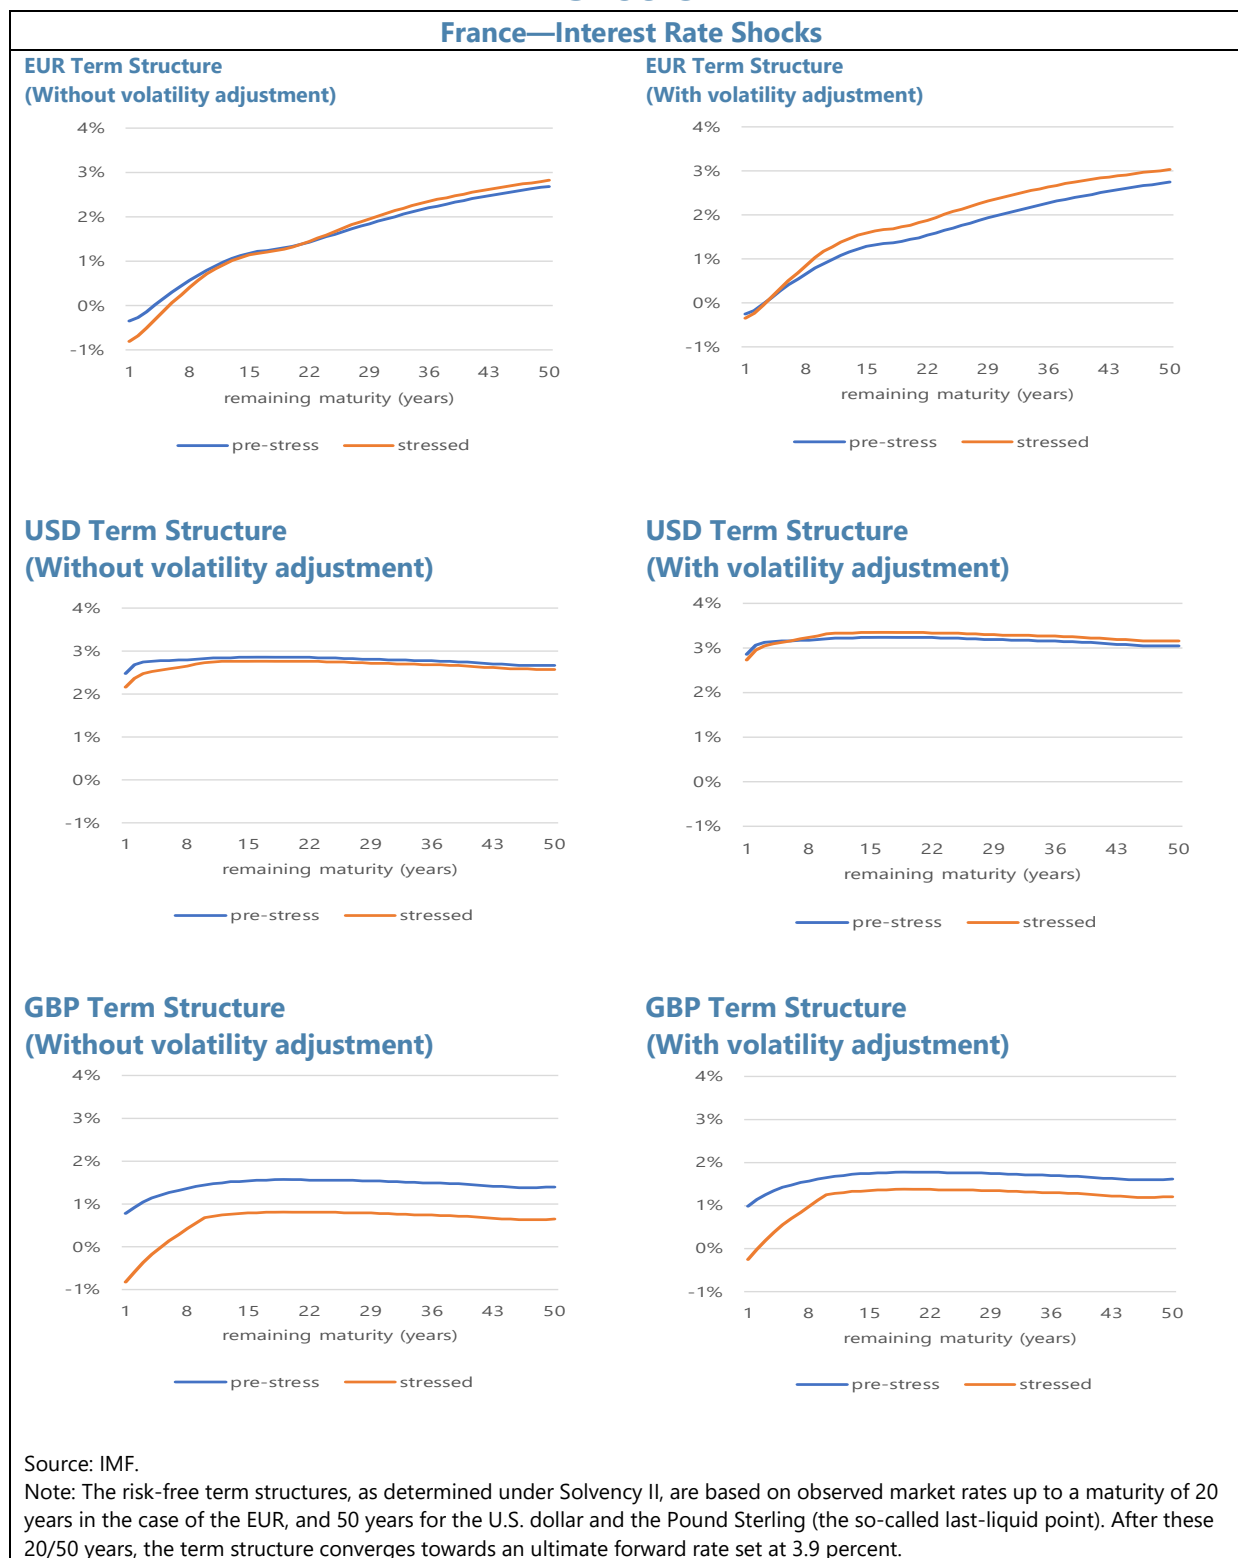 France—Interest Rate Shocks
EUR Term Structure
(Without volatility adjustment)
4%
3%
2%
1%
0%
-1%
1 8 15 22 29 36 43 50
remaining maturity (years)
pre-stress stressed
EUR Term Structure
(With volatility adjustment)
4%
3%
2%
1%
0%
-1%
1 8 15 22 29 36 43 50
remaining maturity (years)
pre-stress stressed
USD Term Structure
(Without volatility adjustment)
4%
3%
2%
1%
0%
-1%
1 8 15 22 29 36 43 50
remaining maturity (years)
pre-stress stressed
USD Term Structure
(With volatility adjustment)
4%
3%
2%
1%
0%
-1%
1 8 15 22 29 36 43 50
remaining maturity (years)
pre-stress stressed
GBP Term Structure
(Without volatility adjustment)
4%
3%
2%
1%
0%
-1%
1 8 15 22 29 36 43 50
remaining maturity (years)
pre-stress stressed
GBP Term Structure
(With volatility adjustment)
4%
3%
2%
1%
0%
-1%
1 8 15 22 29 36 43 50
remaining maturity (years)
pre-stress stressed
Source: IMF.
Note: The risk-free term structures, as determined under Solvency II, are based on observed market rates up to a maturity of 20
years in the case of the EUR, and 50 years for the U.S. dollar and the Pound Sterling (the so-called last-liquid point). After these
20/50 years, the term structure converges towards an ultimate forward rate set at 3.9 percent.